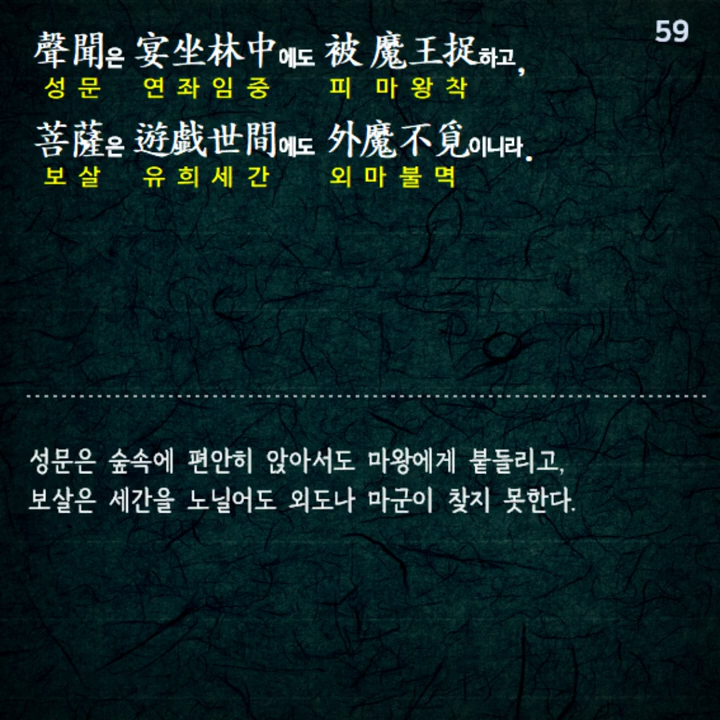 59
聲聞은 宴坐林中에도 被 魔王捉하고,
성 문 연 좌 임 중 피 마 왕 착
菩薩은 遊戱世間에도 外魔不覓이니라.
보 살 유 희 세 간 외 마 불 멱
성문은 숲속에 편안히 앉아서도 마왕에게 붙들리고,
보살은 세간을 노닐어도 외도나 마군이 찾지 못한다.